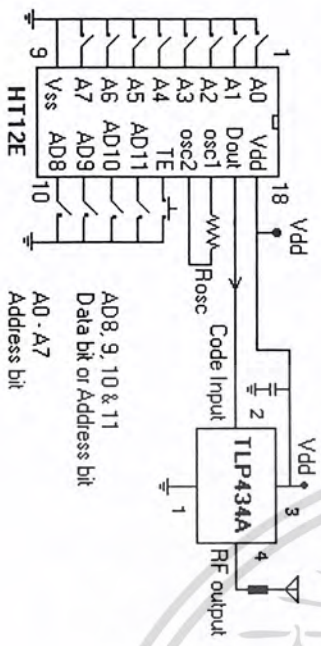 1
9
A0
A1
A2
A3
A4
A5
A6
A7
Vss
Vdd
Dout
osc1
osc2
TE
AD11
AD10
AD9
AD8
18
10
HT12E
Vdd
Rosc
Code Input
Vdd
2
3
TLP434A
1
4
RF output
AD8, 9, 10 & 11
Data bit or Address bit
A0 - A7
Address bit